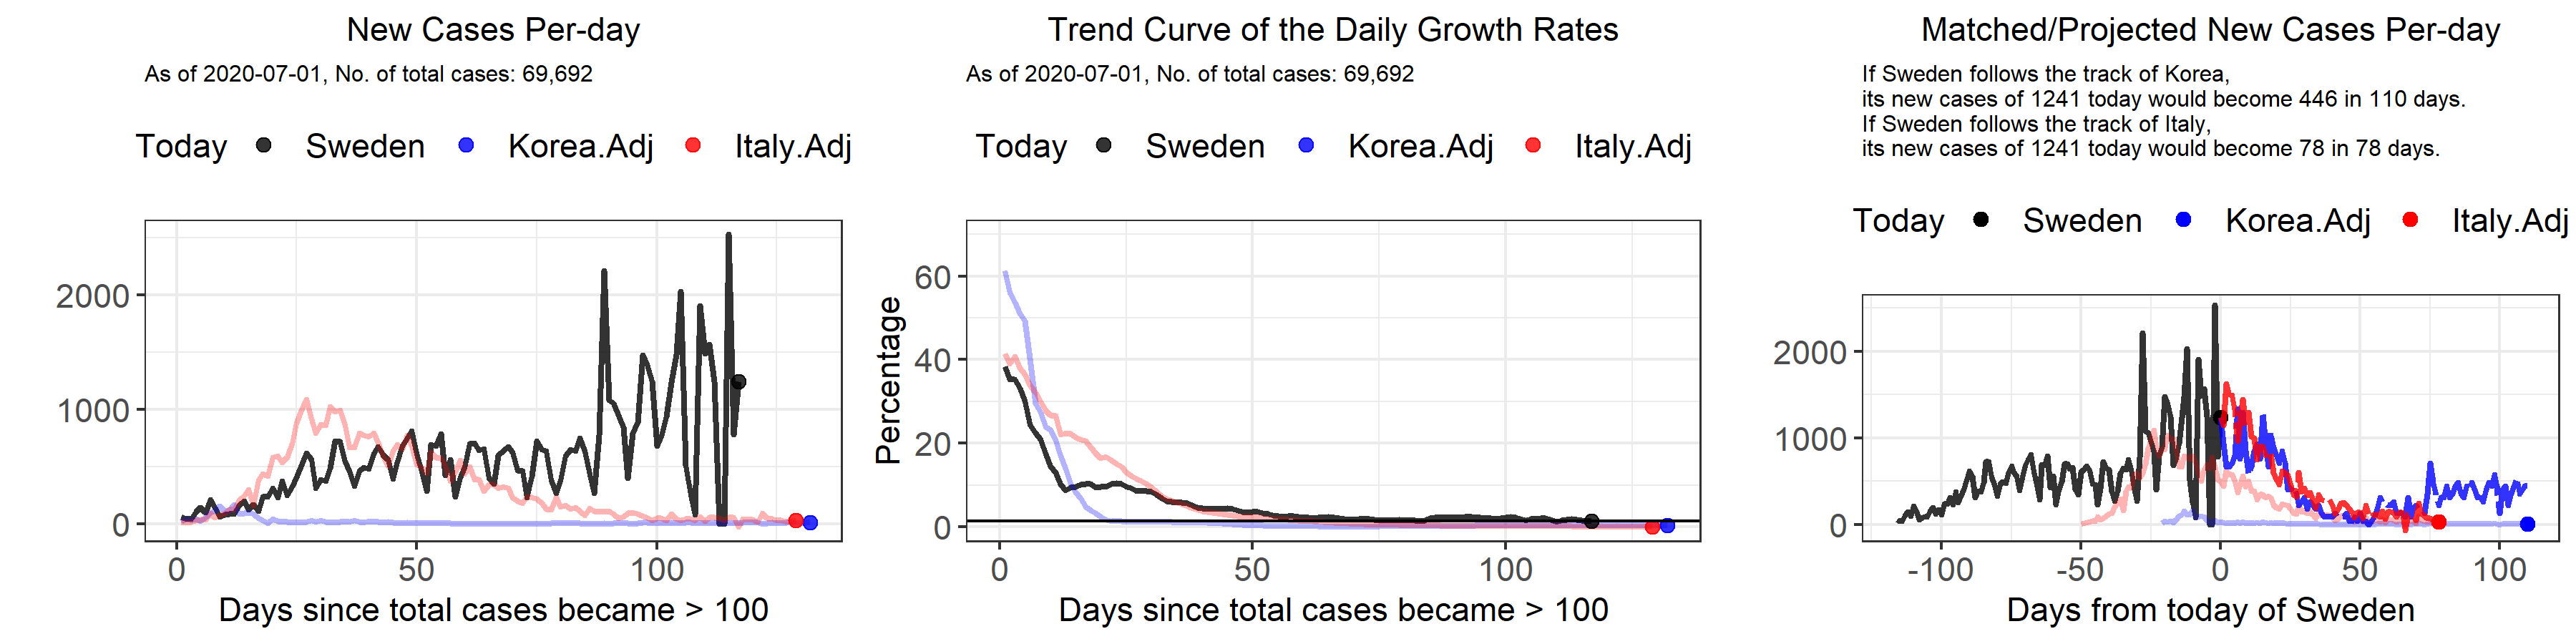 New Cases Per-day
As of 2020-07-01, No. of total cases: 69,692
Today Sweden Korea.Adj Italy.Adj
2000
1000
0
0 50 100
Days since total cases became > 100
Trend Curve of the Daily Growth Rates
As of 2020-07-01, No. of total cases: 69,692
Today Sweden Korea.Adj Italy.Adj
Percentage
60
40
20
0
0 50 100
Days since total cases became > 100
Matched/Projected New Cases Per-day
If Sweden follows the track of Korea,
its new cases of 1241 today would become 446 in 110 days.
If Sweden follows the track of Italy,
its new cases of 1241 today would become 78 in 78 days.
Today Sweden Korea.Adj Italy.Adj
2000
1000
0
-100 -50 0 50 100
Days from today of Sweden